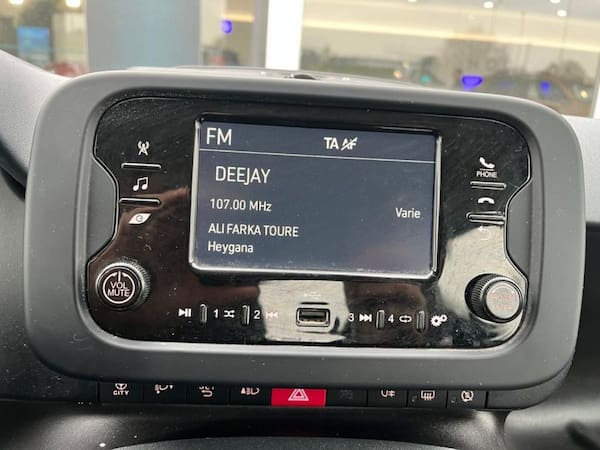 FM TA AF
DEEJAY
107.00 MHz
Varie
ALI FARKA TOURE
Heygana
PHONE
VOL
MUTE
1 2 3 4
CITY